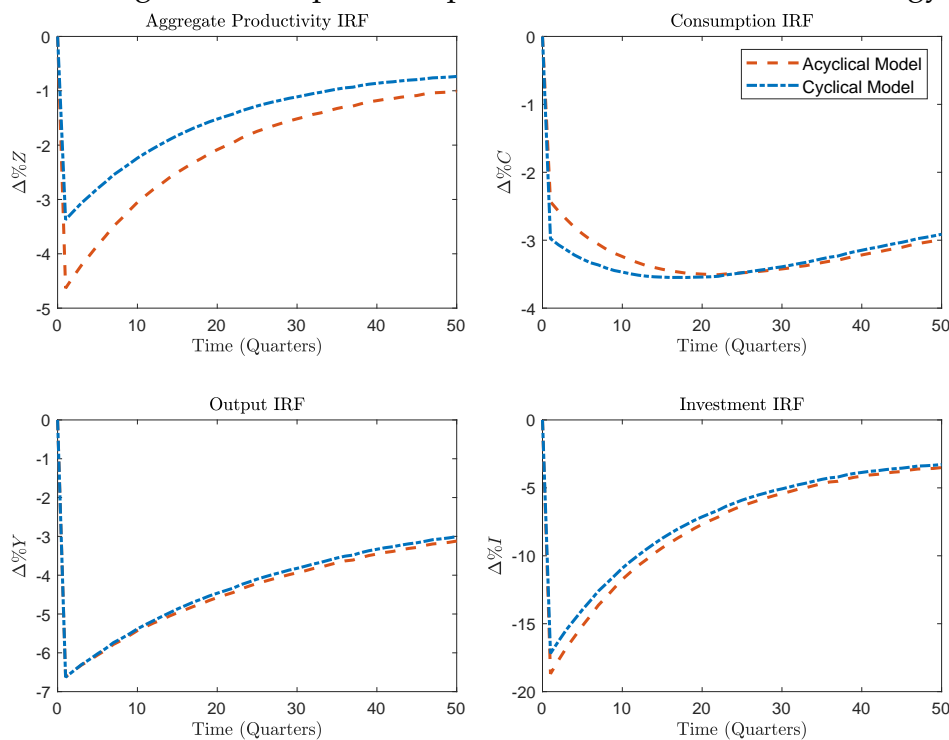 Aggregate Productivity IRF
0
-1
-2
-3
-4
-5
Δ%Z
0 10 20 30 40 50
Time (Quarters)
Consumption IRF
Acyclical Model
Cyclical Model
0
-1
-2
-3
-4
Δ%C
0 10 20 30 40 50
Time (Quarters)
Output IRF
0
-1
-2
-3
-4
-5
-6
-7
Δ%Y
0 10 20 30 40 50
Time (Quarters)
Investment IRF
0
-5
-10
-15
-20
Δ%I
0 10 20 30 40 50
Time (Quarters)